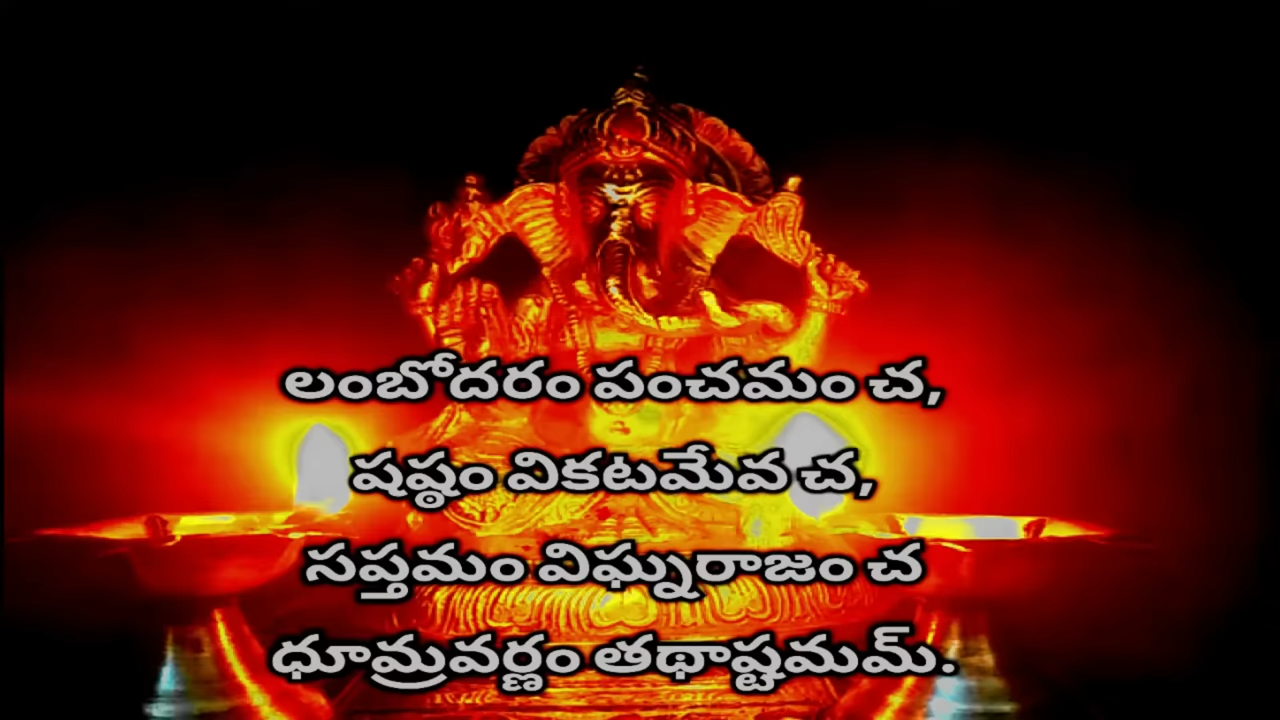 లంబోదరం పంచమం చ,
షష్ఠం వికటమేవ చ,
సప్తమం విఘ్నరాజం చ
ధూమ్రవర్ణం తథాష్టమమ్.